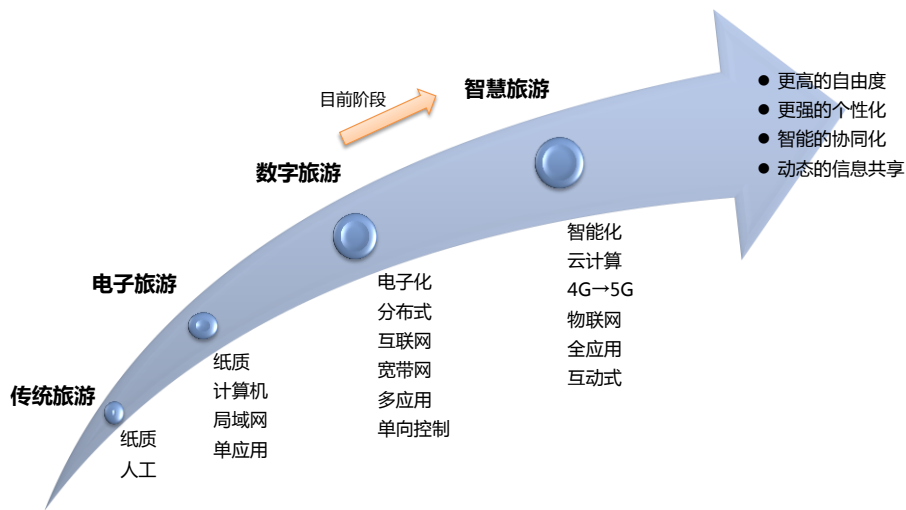 传统旅游
纸质
人工
电子旅游
纸质
计算机
局域网
单应用
数字旅游
电子化
分布式
互联网
宽带网
多应用
单向控制
目前阶段
智慧旅游
智能化
云计算
4G→5G
物联网
全应用
互动式
● 更高的自由度
● 更强的个性化
● 智能的协同化
● 动态的信息共享